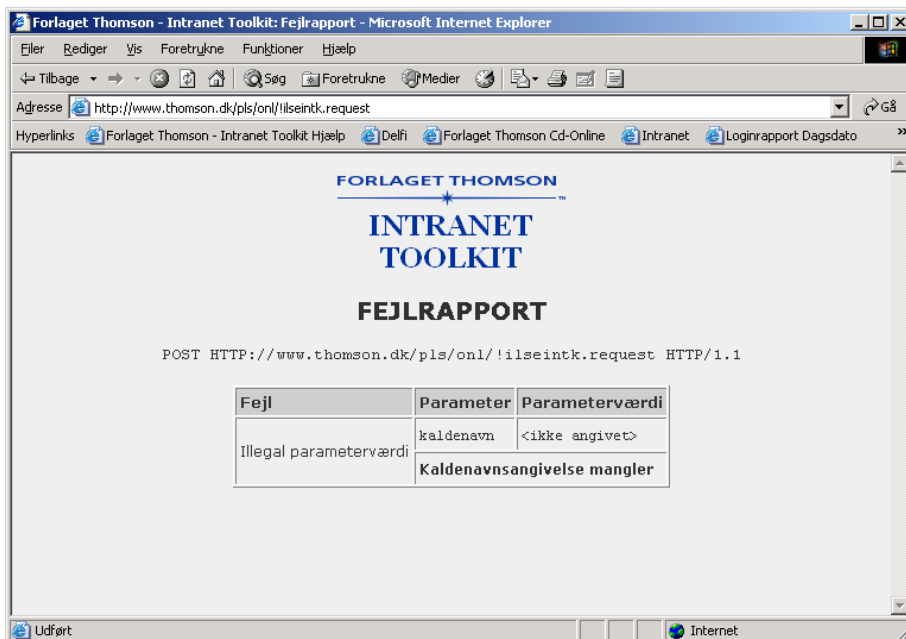 Forlaget Thomson - Intranet Toolkit: Fejlrapport - Microsoft Internet Explorer
Filer Rediger Vis Foretrukne Funktioner Hjælp
Tilbage Søg Foretrukne Medier
Adresse http://www.thomson.dk/pls/onl/!ilseintk.request Gå
Hyperlinks Forlaget Thomson - Intranet Toolkit Hjælp Delfi Forlaget Thomson Cd-Online Intranet Loginrapport Dagsdato »
FORLAGET THOMSON
™
INTRANET
TOOLKIT
FEJLRAPPORT
POST HTTP://www.thomson.dk/pls/onl/!ilseintk.request HTTP/1.1
Fejl Parameter Parameterværdi
Illegal parameterværdi kaldenavn <ikke angivet>
Kaldenavnsangivelse mangler
Udført Internet